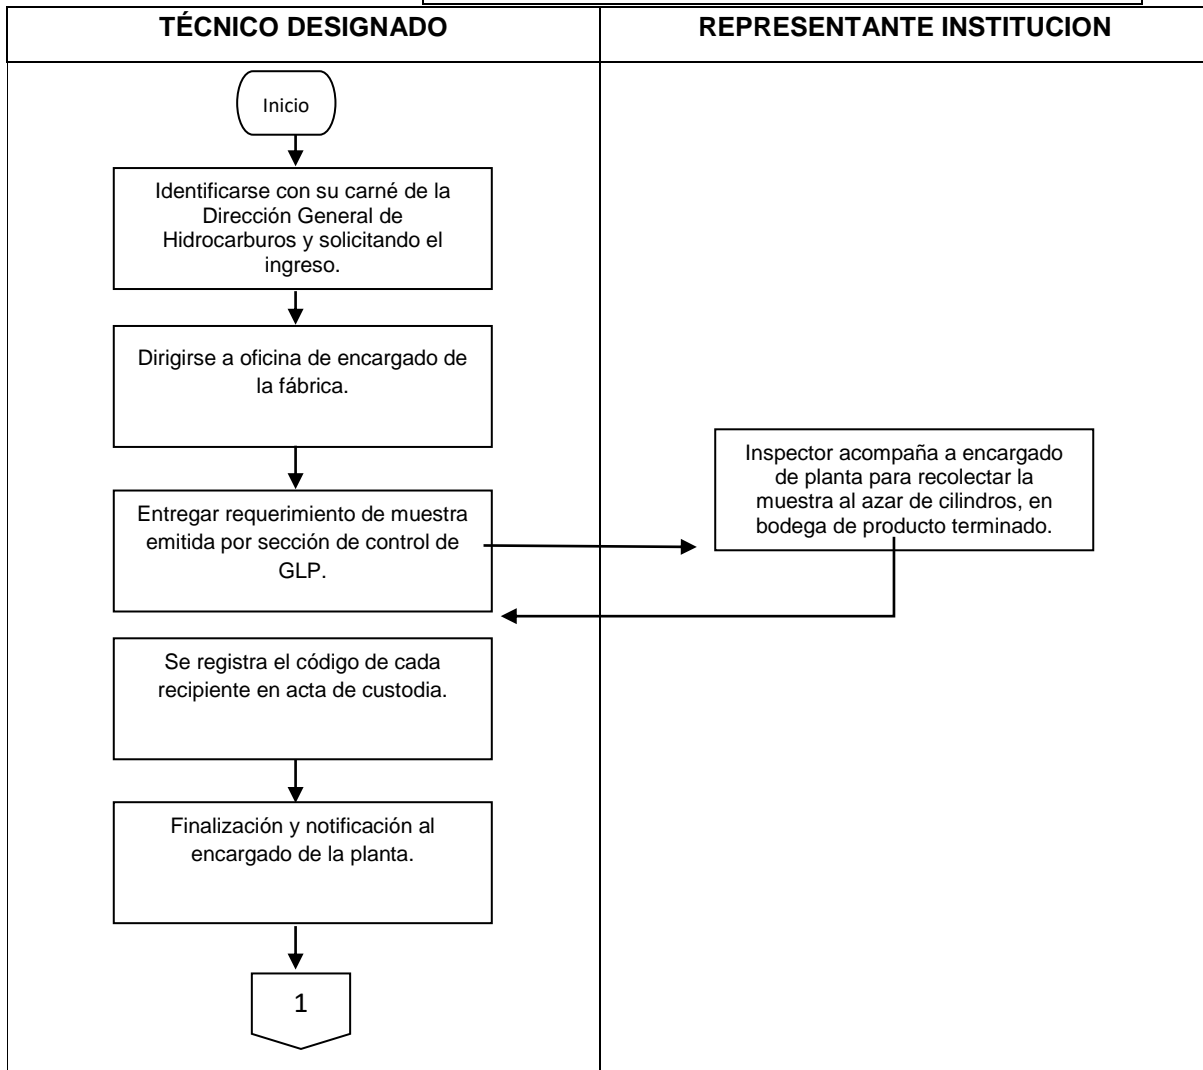 TÉCNICO DESIGNADO
REPRESENTANTE INSTITUCION
Inicio
Identificarse con su carné de la
Dirección General de
Hidrocarburos y solicitando el
ingreso.
Dirigirse a oficina de encargado de
la fábrica.
Entregar requerimiento de muestra
emitida por sección de control de
GLP.
Inspector acompaña a encargado
de planta para recolectar la
muestra al azar de cilindros, en
bodega de producto terminado.
Se registra el código de cada
recipiente en acta de custodia.
Finalización y notificación al
encargado de la planta.
1